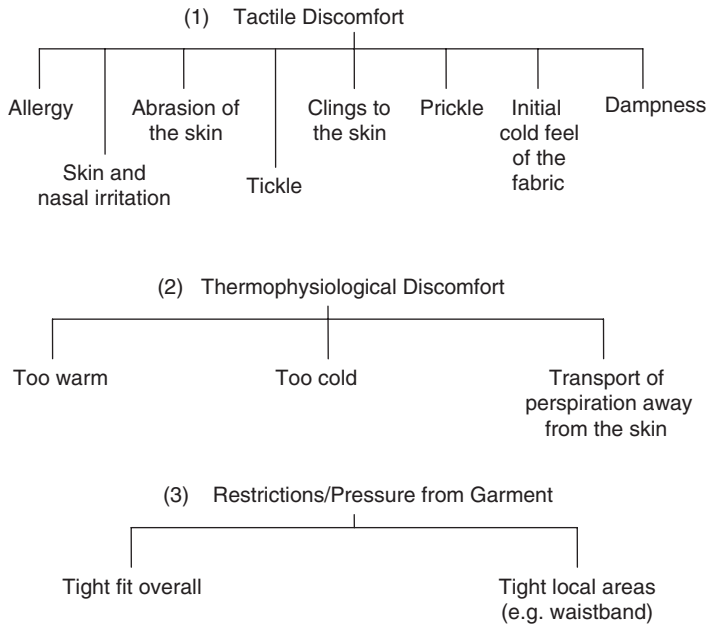 (1) Tactile Discomfort
Allergy
Abrasion of
the skin
Clings to
the skin
Prickle
Initial
cold feel
of the
fabric
Dampness
Skin and
nasal irritation
Tickle
(2) Thermophysiological Discomfort
Too warm
Too cold
Transport of
perspiration away
from the skin
(3) Restrictions/Pressure from Garment
Tight fit overall
Tight local areas
(e.g. waistband)